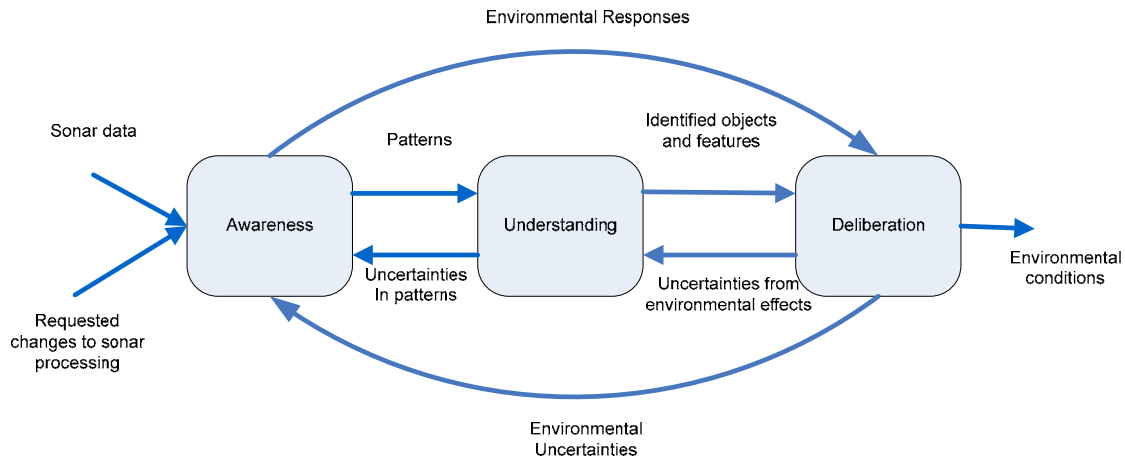 Environmental Responses
Sonar data
Patterns
Identified objects
and features
Awareness
Understanding
Deliberation
Environmental
conditions
Uncertainties
In patterns
Uncertainties from
environmental effects
Requested
changes to sonar
processing
Environmental
Uncertainties